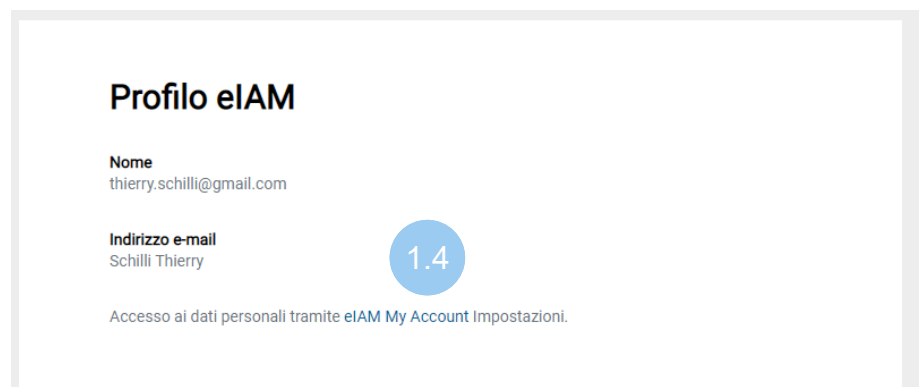 Profilo eIAM
Nome
thierry.schilli@gmail.com
Indirizzo e-mail
Schilli Thierry
1.4
Accesso ai dati personali tramite eIAM My Account Impostazioni.